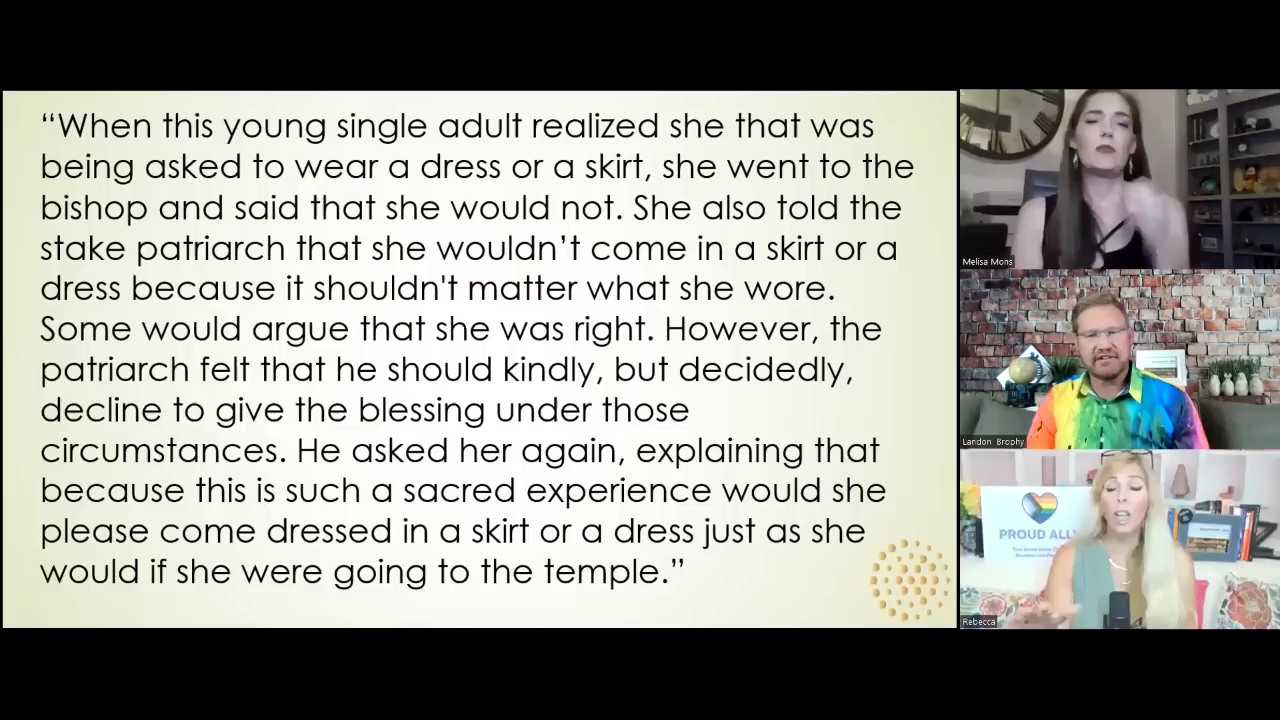 “When this young single adult realized she that was
being asked to wear a dress or a skirt, she went to the
bishop and said that she would not. She also told the
stake patriarch that she wouldn’t come in a skirt or a
dress because it shouldn't matter what she wore.
Some would argue that she was right. However, the
patriarch felt that he should kindly, but decidedly,
decline to give the blessing under those
circumstances. He asked her again, explaining that
because this is such a sacred experience would she
please come dressed in a skirt or a dress just as she
would if she were going to the temple.”
Melisa Mons
Landon Brophy
PROUD ALLY
Rebecca